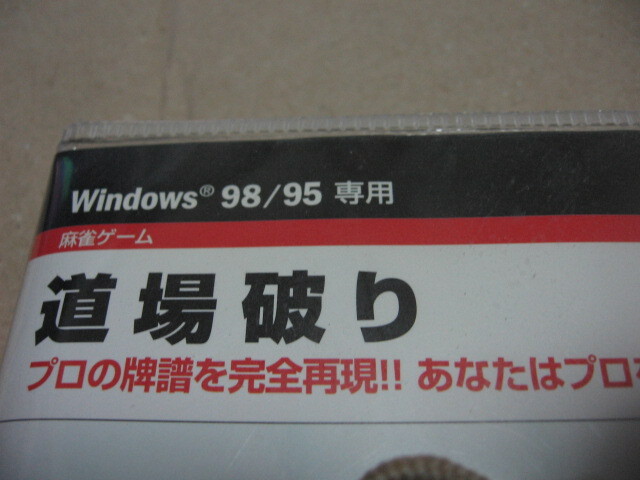 Windows® 98/95 専用
麻雀ゲーム
道場破り
プロの牌譜を完全再現!! あなたはプロ